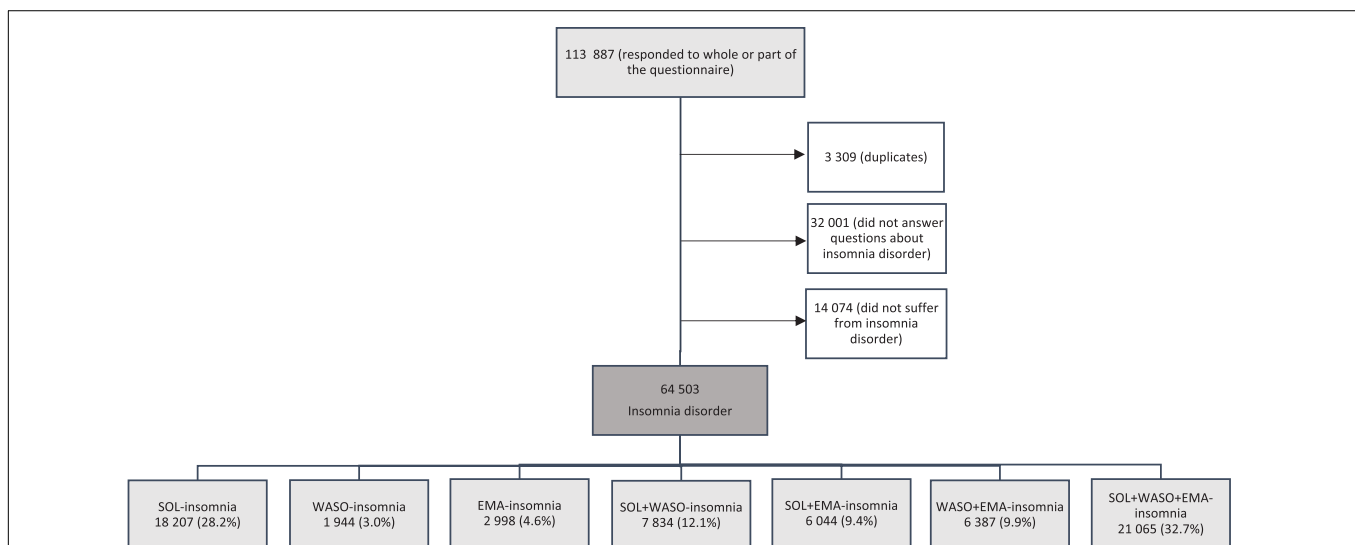 113 887 (responded to whole or part of
the questionnaire)
3 309 (duplicates)
32 001 (did not answer
questions about
insomnia disorder)
14 074 (did not suffer
from insomnia
disorder)
64 503
Insomnia disorder
SOL-insomnia
18 207 (28.2%)
WASO-insomnia
1 944 (3.0%)
EMA-insomnia
2 998 (4.6%)
SOL+WASO-insomnia
7 834 (12.1%)
SOL+EMA-insomnia
6 044 (9.4%)
WASO+EMA-insomnia
6 387 (9.9%)
SOL+WASO+EMA-
insomnia
21 065 (32.7%)